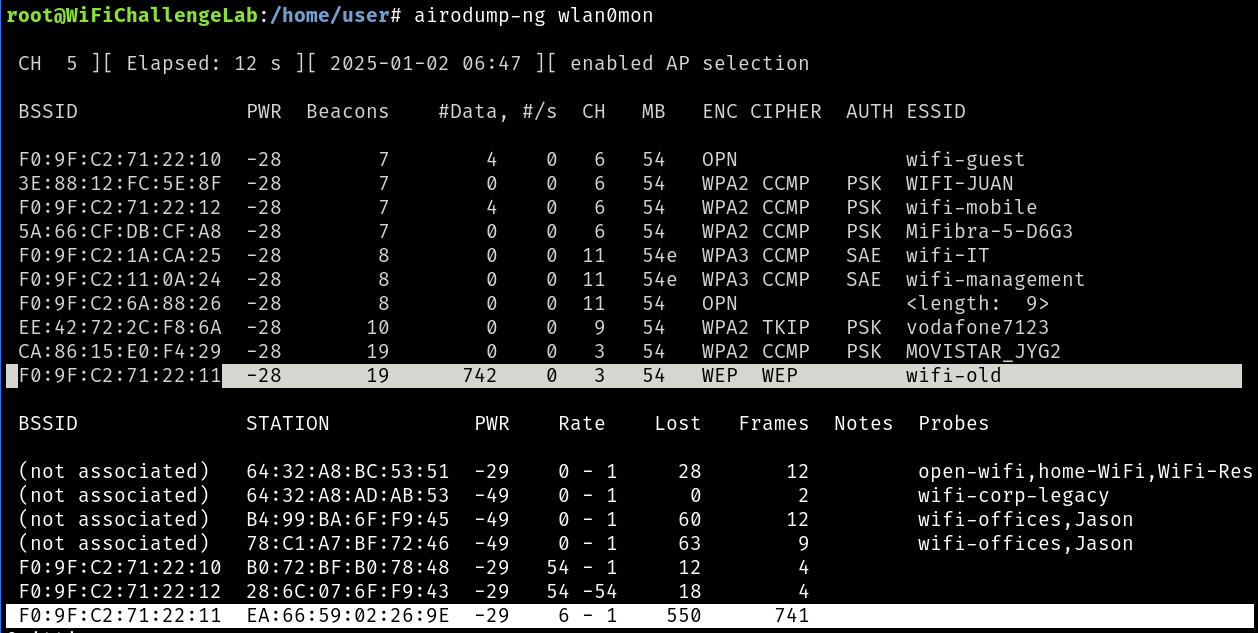 root@WiFiChallengeLab:/home/user# airodump-ng wlan0mon
CH  5 ][ Elapsed: 12 s ][ 2025-01-02 06:47 ][ enabled AP selection
BSSID              PWR  Beacons    #Data, #/s  CH   MB   ENC CIPHER  AUTH ESSID
F0:9F:C2:71:22:10  -28        7        4    0   6   54   OPN              wifi-guest
3E:88:12:FC:5E:8F  -28        7        0    0   6   54   WPA2 CCMP   PSK  WIFI-JUAN
F0:9F:C2:71:22:12  -28        7        4    0   6   54   WPA2 CCMP   PSK  wifi-mobile
5A:66:CF:DB:CF:A8  -28        7        0    0   6   54   WPA2 CCMP   PSK  MiFibra-5-D6G3
F0:9F:C2:1A:CA:25  -28        8        0    0  11   54e  WPA3 CCMP   SAE  wifi-IT
F0:9F:C2:11:0A:24  -28        8        0    0  11   54e  WPA3 CCMP   SAE  wifi-management
F0:9F:C2:6A:88:26  -28        8        0    0  11   54   OPN              <length:  9>
EE:42:72:2C:F8:6A  -28       10        0    0   9   54   WPA2 TKIP   PSK  vodafone7123
CA:86:15:E0:F4:29  -28       19        0    0   3   54   WPA2 CCMP   PSK  MOVISTAR_JYG2
F0:9F:C2:71:22:11  -28       19      742    0   3   54   WEP  WEP         wifi-old
BSSID              STATION            PWR    Rate    Lost   Frames  Notes  Probes
(not associated)   64:32:A8:BC:53:51  -29    0 - 1     28       12         open-wifi,home-WiFi,WiFi-Res
(not associated)   64:32:A8:AD:AB:53  -49    0 - 1      0        2         wifi-corp-legacy
(not associated)   B4:99:BA:6F:F9:45  -49    0 - 1     60       12         wifi-offices,Jason
(not associated)   78:C1:A7:BF:72:46  -49    0 - 1     63        9         wifi-offices,Jason
F0:9F:C2:71:22:10  B0:72:BF:B0:78:48  -29   54 - 1     12        4
F0:9F:C2:71:22:12  28:6C:07:6F:F9:43  -29   54 -54     18        4
F0:9F:C2:71:22:11  EA:66:59:02:26:9E  -29    6 - 1    550      741